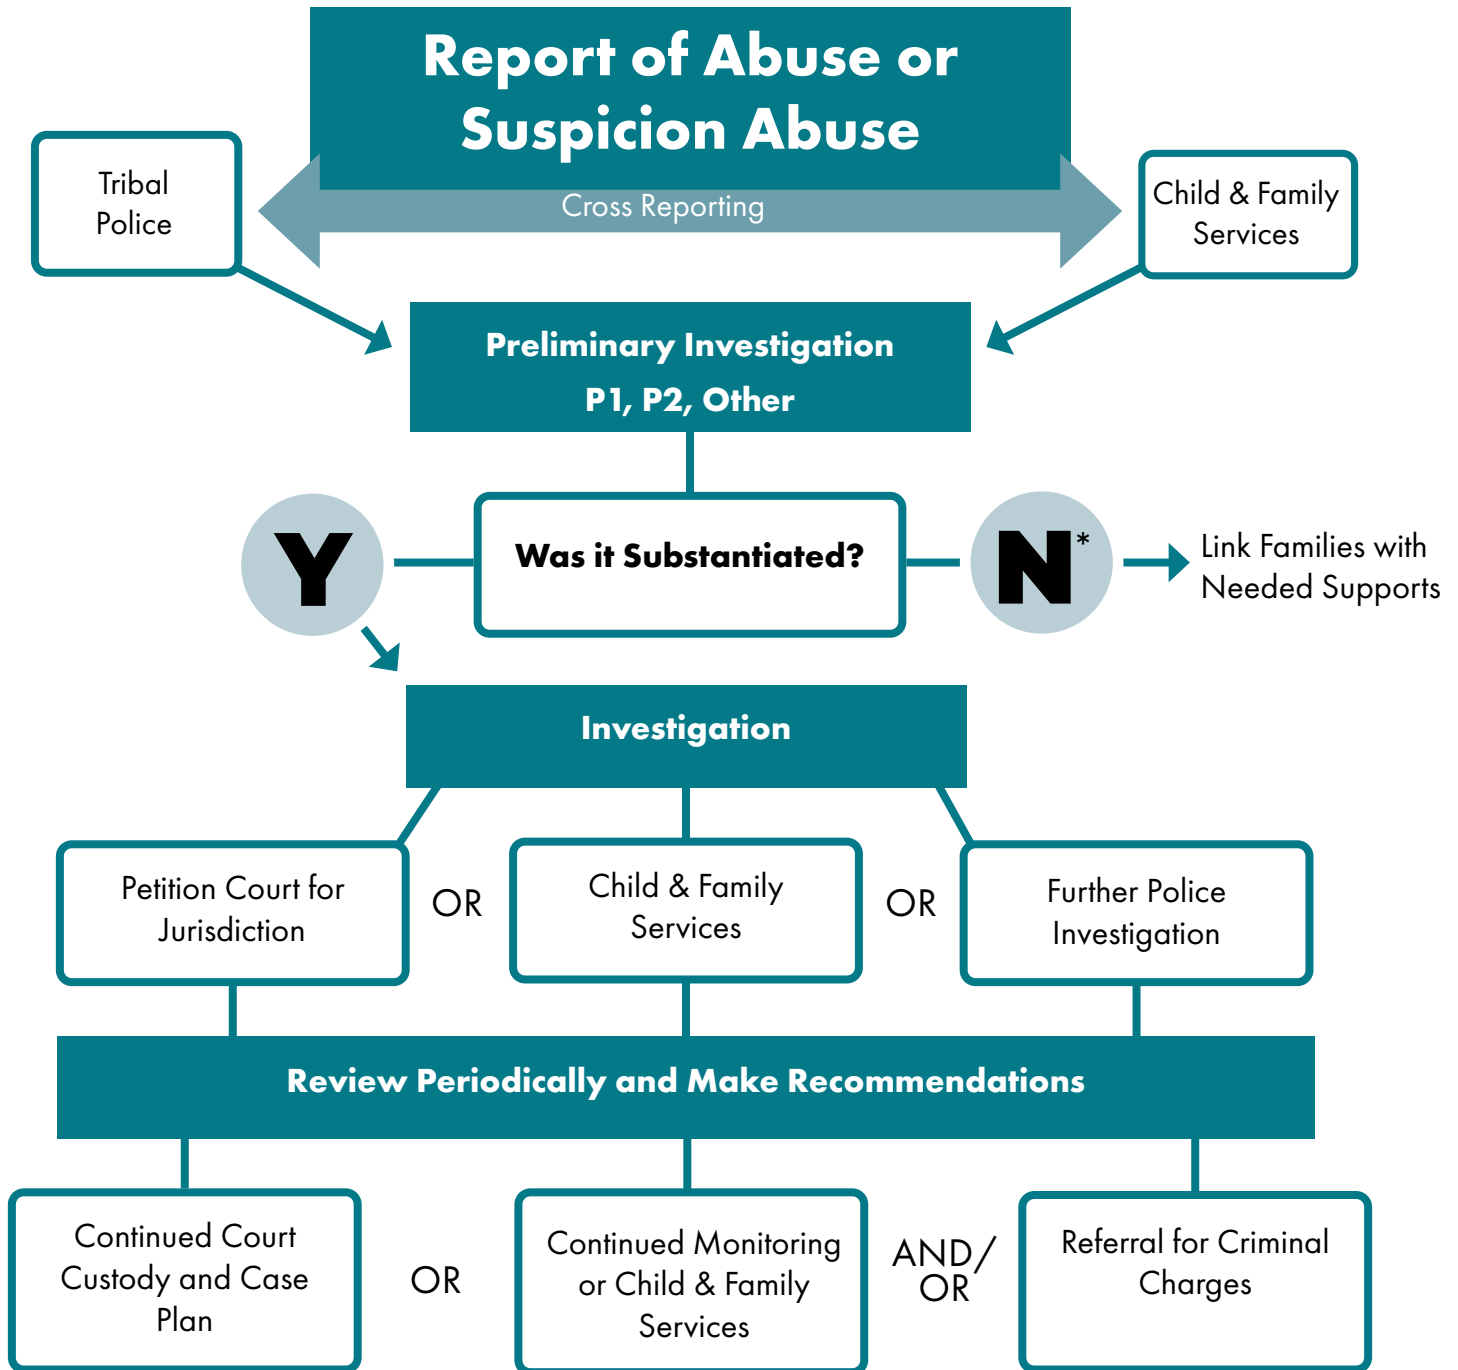 Report of Abuse or
Suspicion Abuse
Tribal
Police
Cross Reporting
Child & Family
Services
Preliminary Investigation
P1, P2, Other
Y
Was it Substantiated?
N*
Link Families with
Needed Supports
Investigation
Petition Court for
Jurisdiction
OR
Child & Family
Services
OR
Further Police
Investigation
Review Periodically and Make Recommendations
Continued Court
Custody and Case
Plan
OR
Continued Monitoring
or Child & Family
Services
AND/
OR
Referral for Criminal
Charges